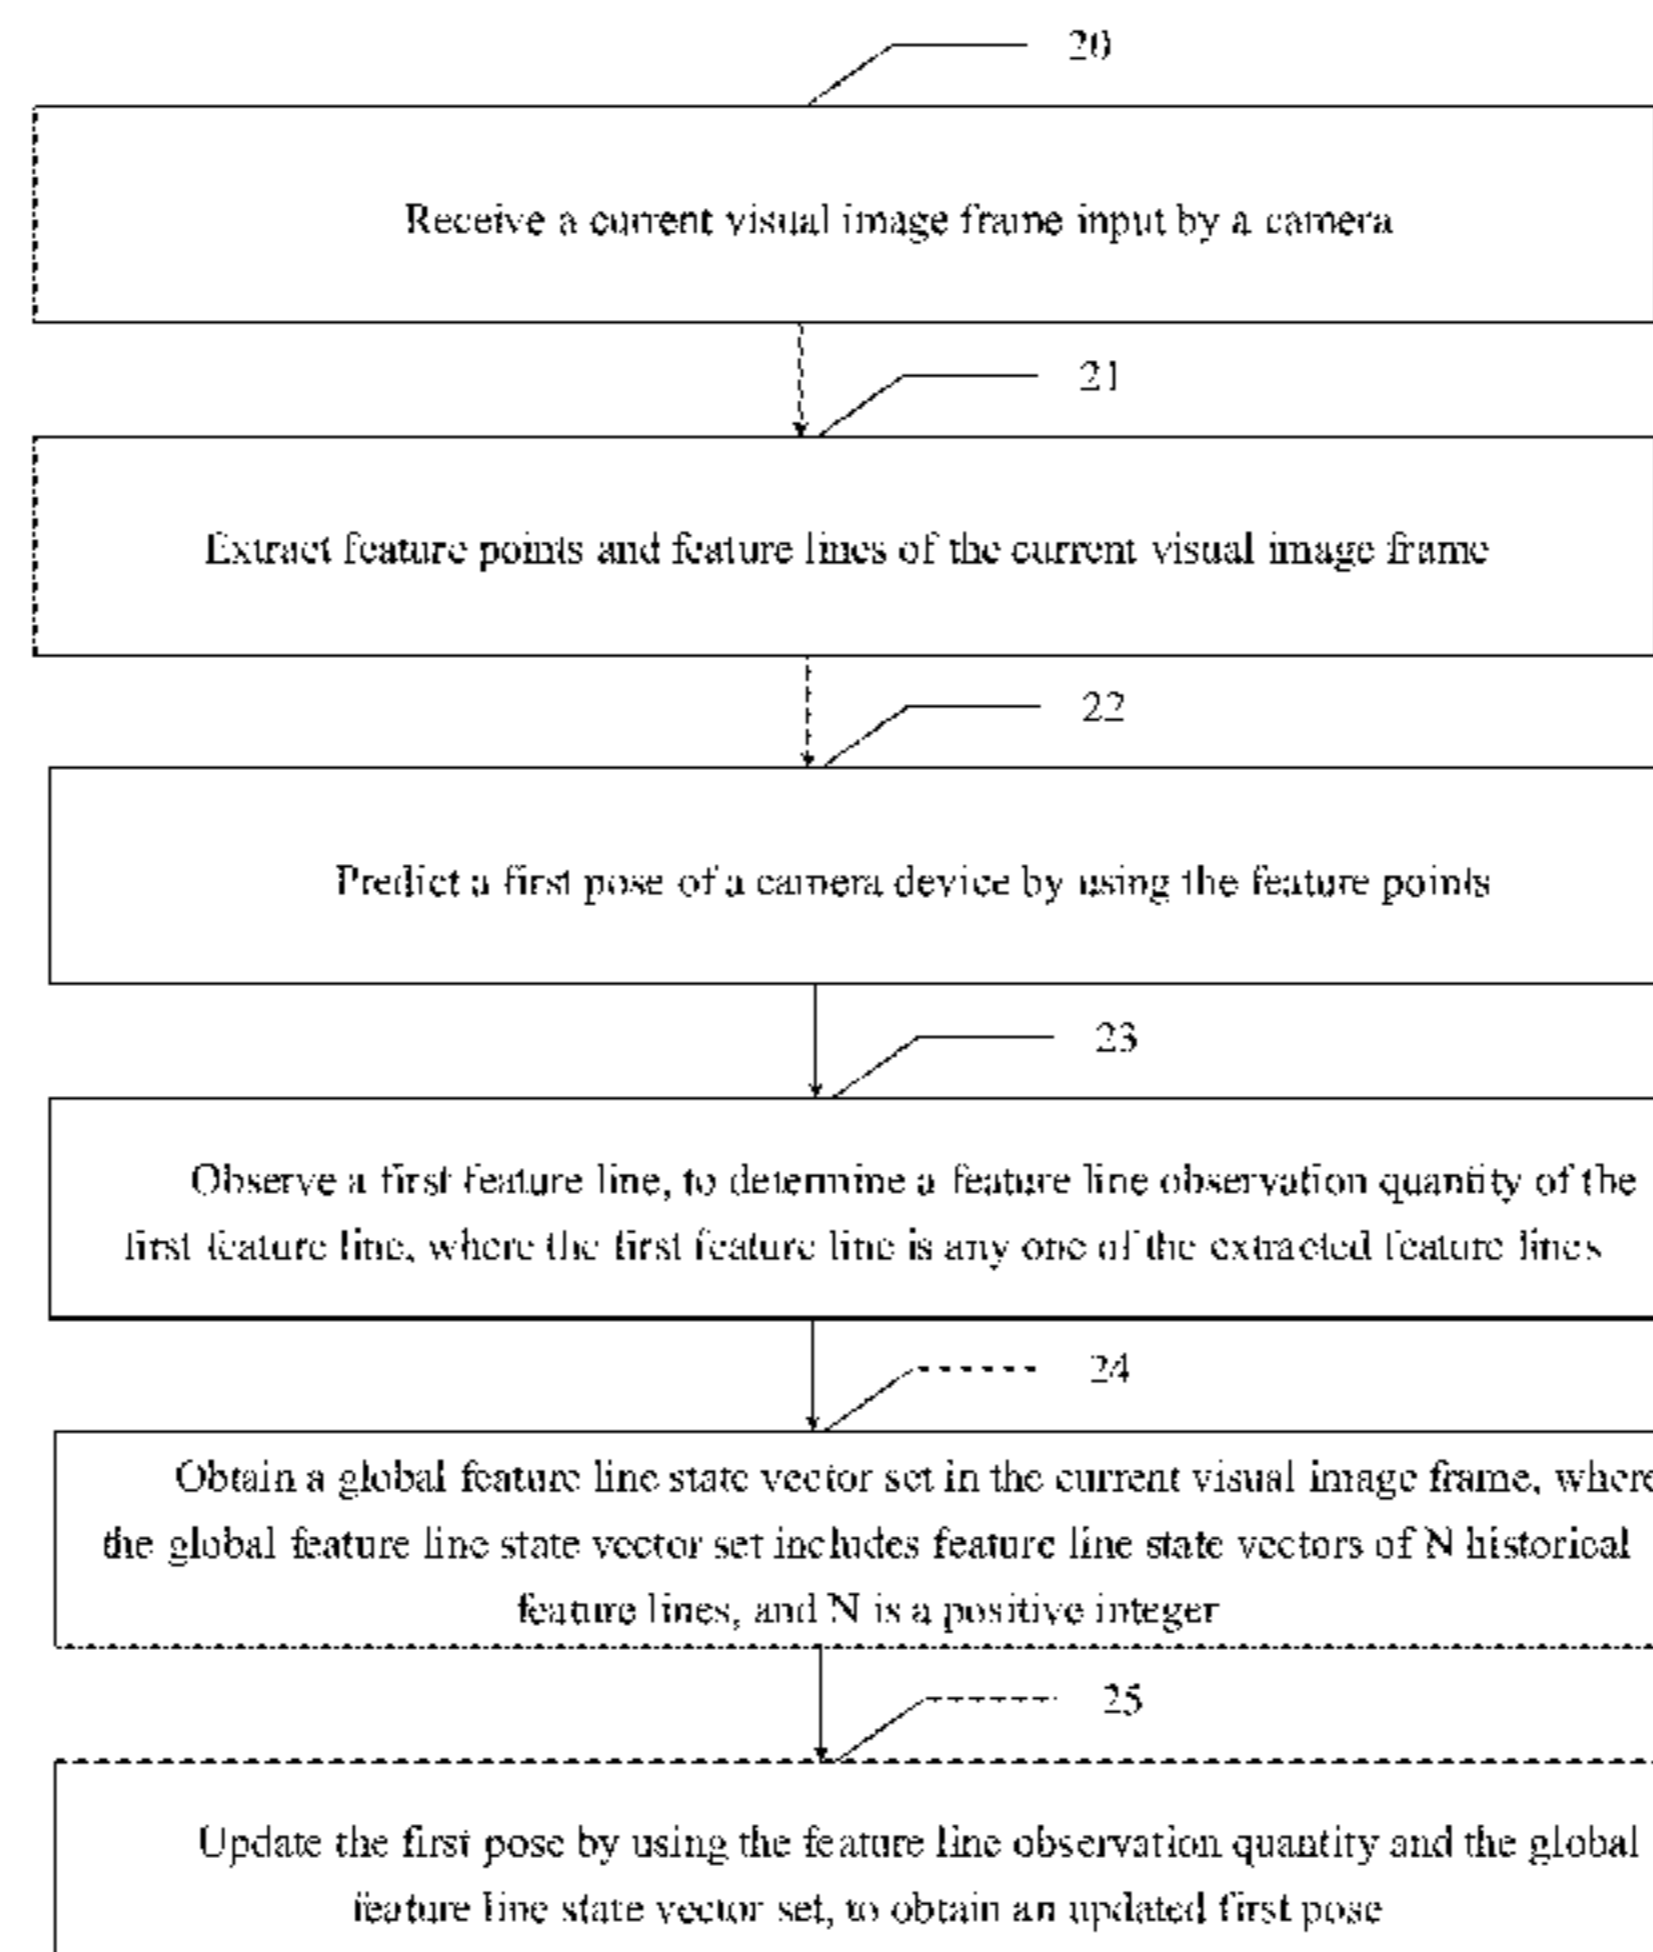 20
Receive a current visual image frame input by a camera
21
Extract feature points and feature lines of the current visual image frame
22
Predict a first pose of a camera device by using the feature points
23
Observe a first feature line, to determine a feature line observation quantity of the
first feature line, where the first feature line is any one of the extracted feature lines
24
Obtain a global feature line state vector set in the current visual image frame, where
the global feature line state vector set includes feature line state vectors of N historical
feature lines, and N is a positive integer
25
Update the first pose by using the feature line observation quantity and the global
feature line state vector set, to obtain an updated first pose